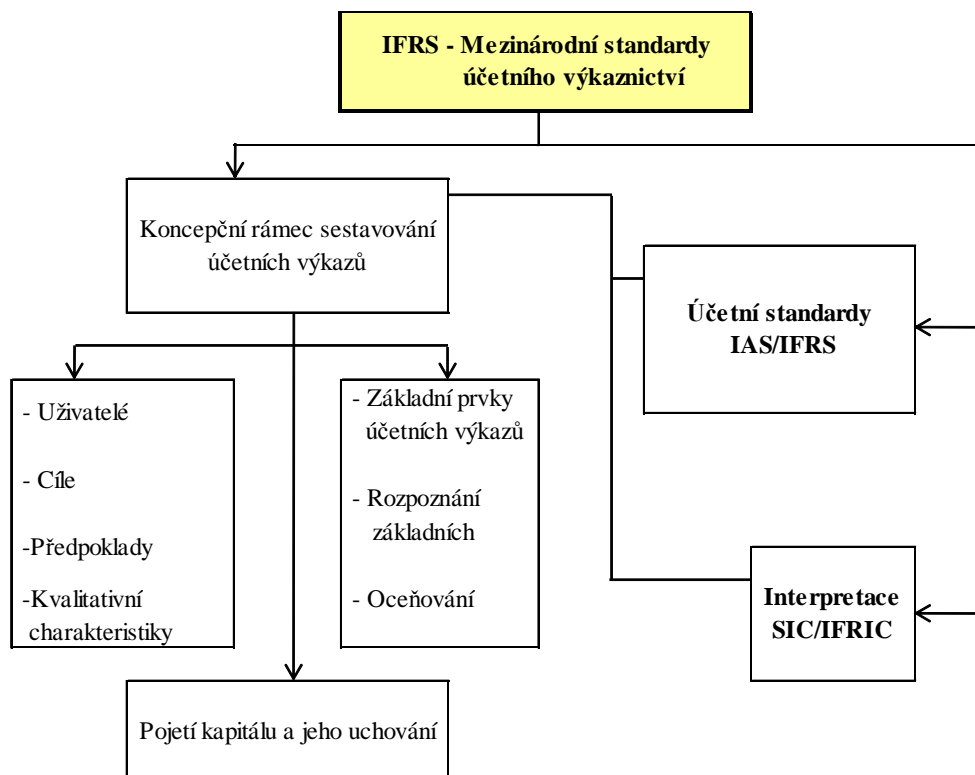 IFRS - Mezinárodní standardy
účetního výkaznictví
Koncepční rámec sestavování
účetních výkazů
Účetní standardy
IAS/IFRS
- Uživatelé
- Cíle
-Předpoklady
-Kvalitativní
charakteristiky
- Základní prvky
účetních výkazů
- Rozpoznání
základních
- Oceňování
Interpretace
SIC/IFRIC
Pojetí kapitálu a jeho uchování